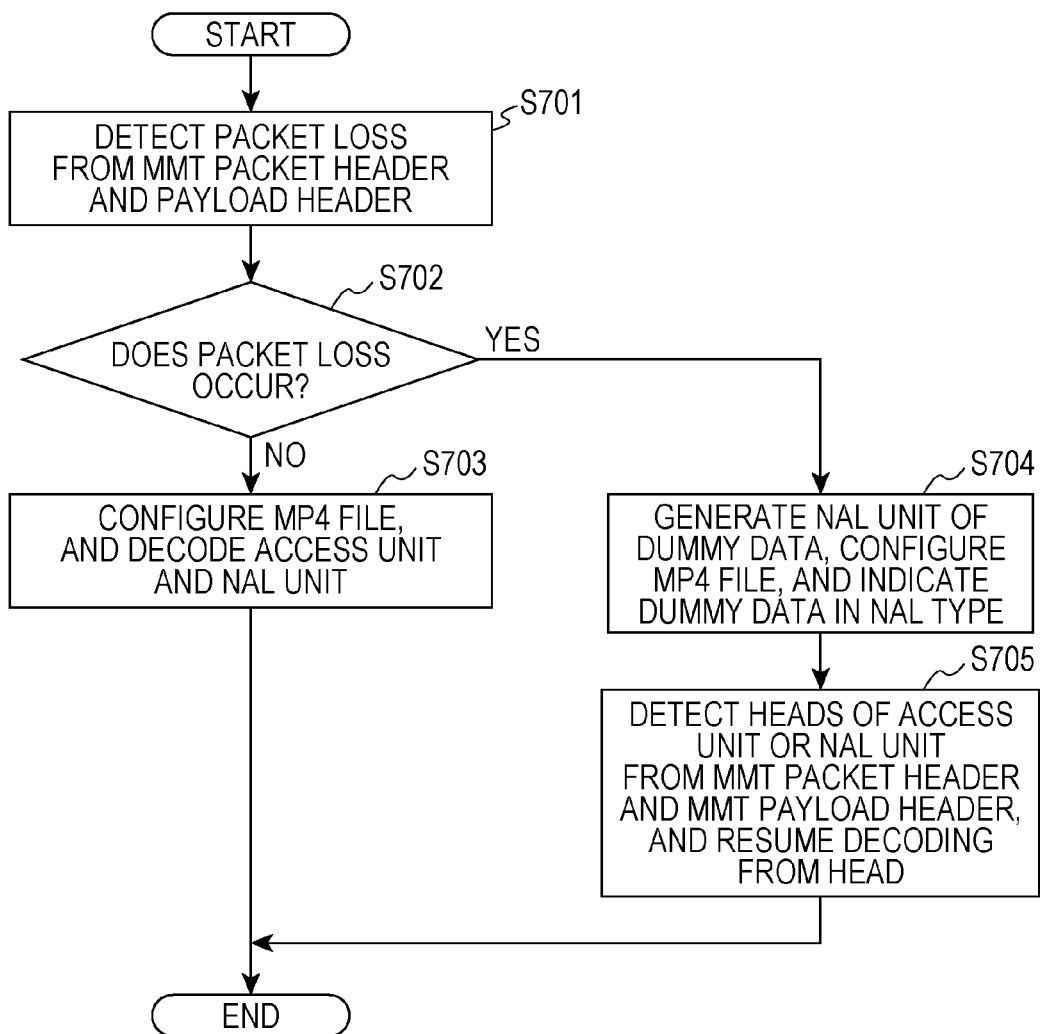 START
S701
DETECT PACKET LOSS
FROM MMT PACKET HEADER
AND PAYLOAD HEADER
S702
DOES PACKET LOSS
OCCUR?
YES
NO
S703
CONFIGURE MP4 FILE,
AND DECODE ACCESS UNIT
AND NAL UNIT
S704
GENERATE NAL UNIT OF
DUMMY DATA, CONFIGURE
MP4 FILE, AND INDICATE
DUMMY DATA IN NAL TYPE
S705
DETECT HEADS OF ACCESS
UNIT OR NAL UNIT
FROM MMT PACKET HEADER
AND MMT PAYLOAD HEADER,
AND RESUME DECODING
FROM HEAD
END